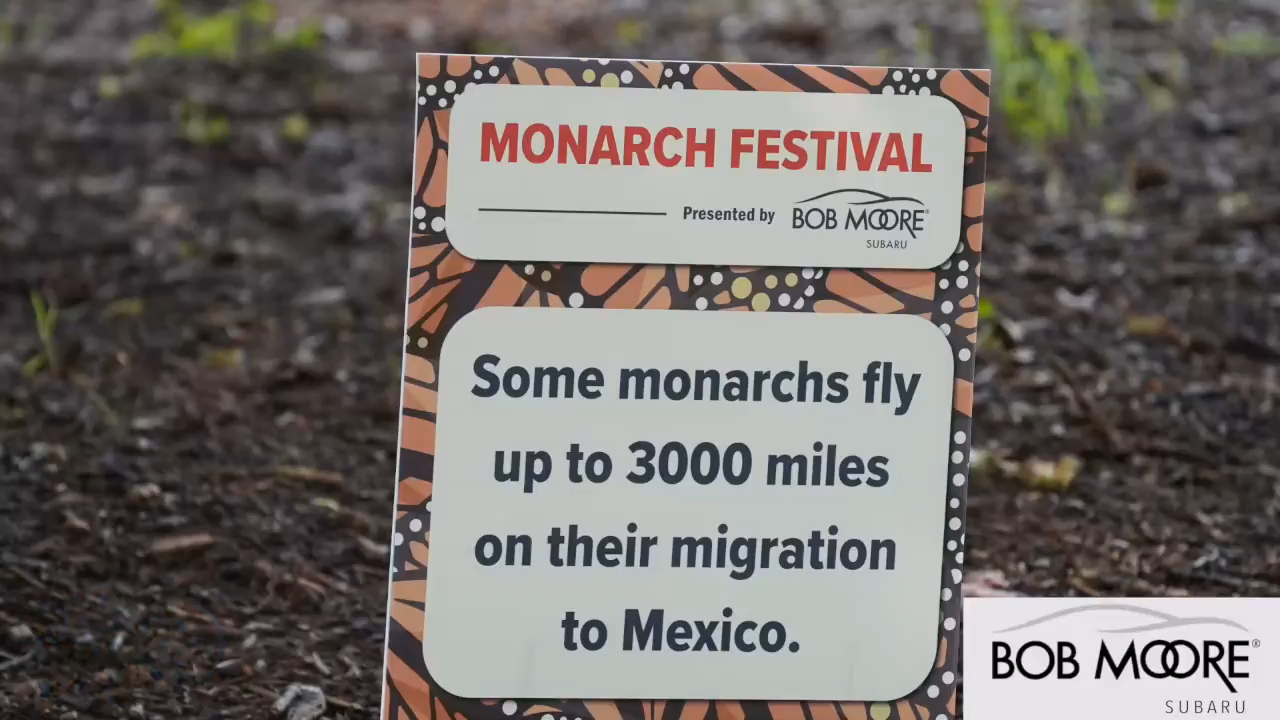 MONARCH FESTIVAL
Presented by BOB MOORE®
SUBARU
Some monarchs fly
up to 3000 miles
on their migration
to Mexico.
BOB MOORE®
SUBARU